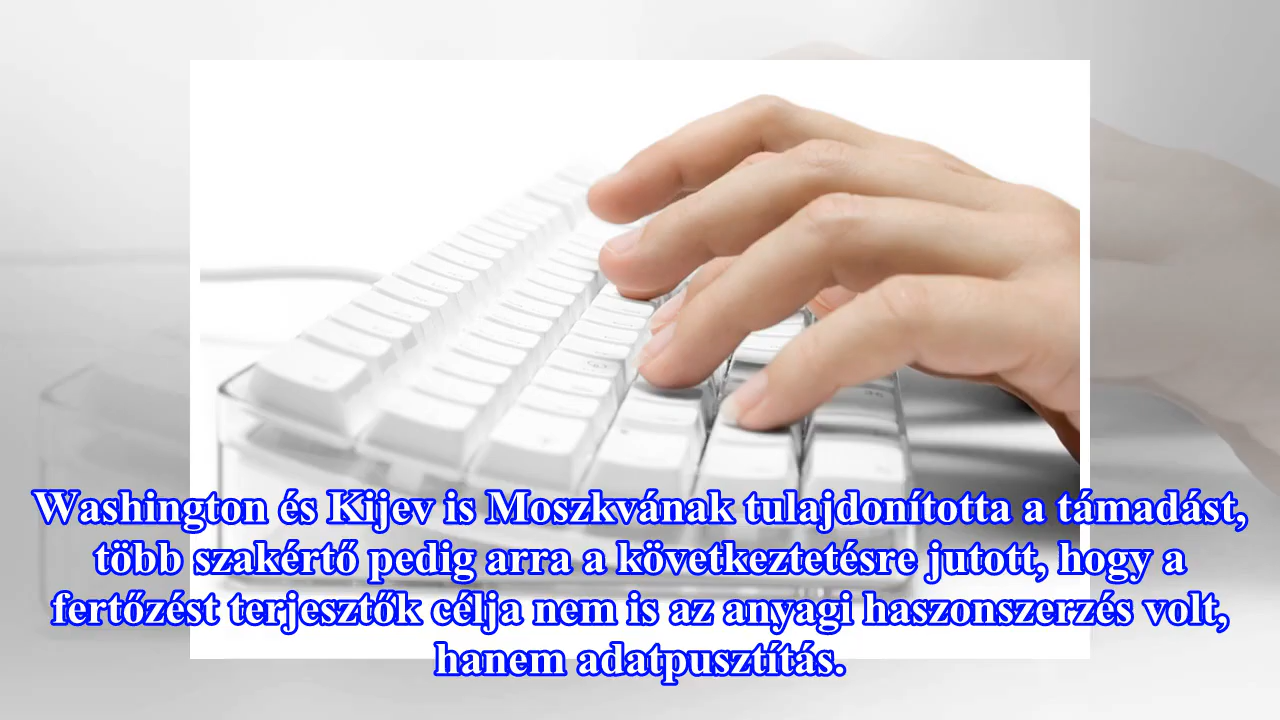 Washington és Kijev is Moszkvának tulajdonította a támadást,
több szakértő pedig arra a következtetésre jutott, hogy a
fertőzést terjesztők célja nem is az anyagi haszonszerzés volt,
hanem adatpusztítás.